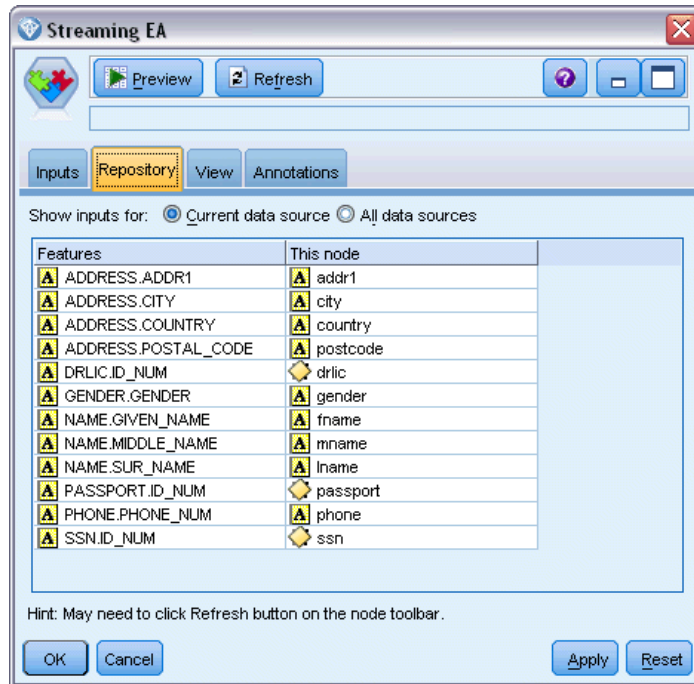 Streaming EA
Preview Refresh ?
Inputs Repository View Annotations
Show inputs for: Current data source All data sources
Features This node
A ADDRESS.ADDR1 A addr1
A ADDRESS.CITY A city
A ADDRESS.COUNTRY A country
A ADDRESS.POSTAL_CODE A postcode
A DRLIC.ID_NUM drlic
A GENDER.GENDER A gender
A NAME.GIVEN_NAME A fname
A NAME.MIDDLE_NAME A mname
A NAME.SUR_NAME A lname
A PASSPORT.ID_NUM passport
A PHONE.PHONE_NUM A phone
A SSN.ID_NUM ssn
Hint: May need to click Refresh button on the node toolbar.
OK Cancel Apply Reset